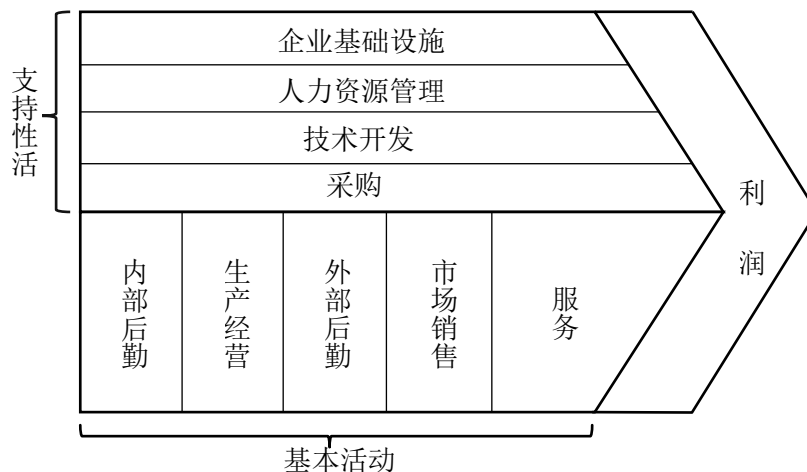 企业基础设施
人力资源管理
技术开发
采购
支持性活
内部后勤
生产经营
外部后勤
市场销售
服务
利润
基本活动